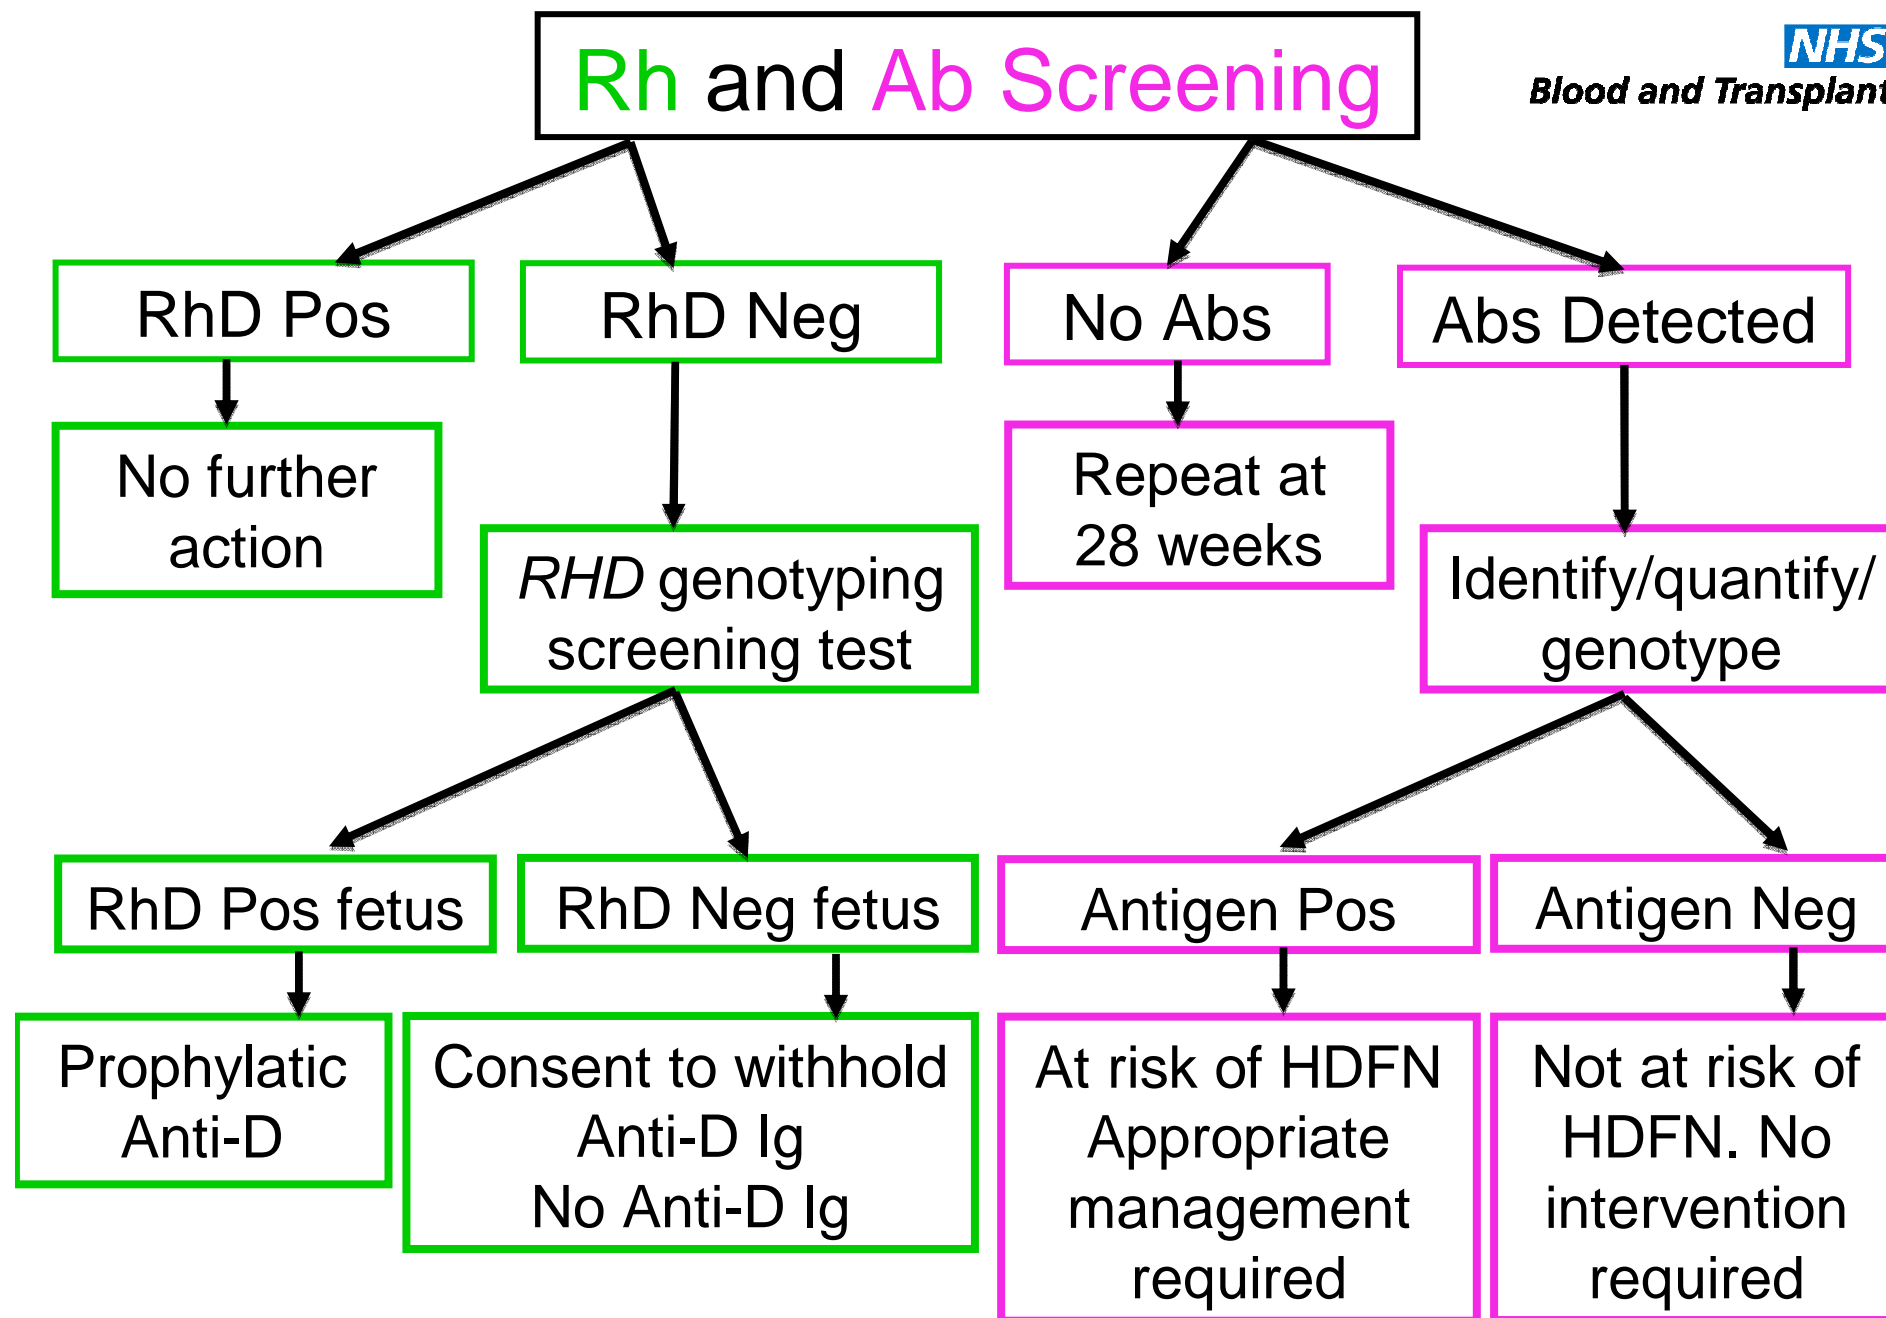 Rh and Ab Screening
NHS
Blood and Transplant
RhD Pos
RhD Neg
No Abs
Abs Detected
No further
action
Repeat at
28 weeks
RHD genotyping
screening test
Identify/quantify/
genotype
RhD Pos fetus
RhD Neg fetus
Antigen Pos
Antigen Neg
Prophylatic
Anti-D
Consent to withhold
Anti-D Ig
No Anti-D Ig
At risk of HDFN
Appropriate
management
required
Not at risk of
HDFN. No
intervention
required